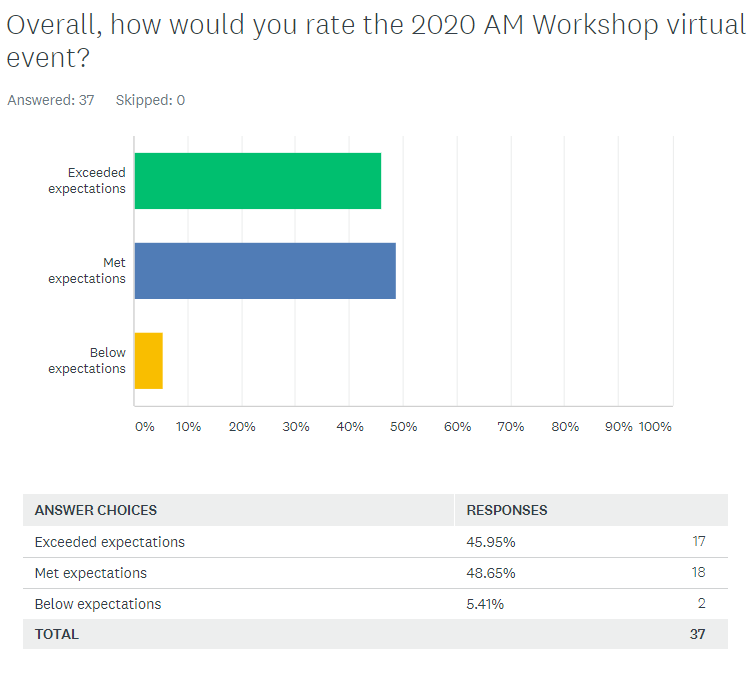 Overall, how would you rate the 2020 AM Workshop virtual
event?
Answered: 37 Skipped: 0
Exceeded
expectations
Met
expectations
Below
expectations
0% 10% 20% 30% 40% 50% 60% 70% 80% 90% 100%
ANSWER CHOICES RESPONSES
Exceeded expectations 45.95% 17
Met expectations 48.65% 18
Below expectations 5.41% 2
TOTAL 37